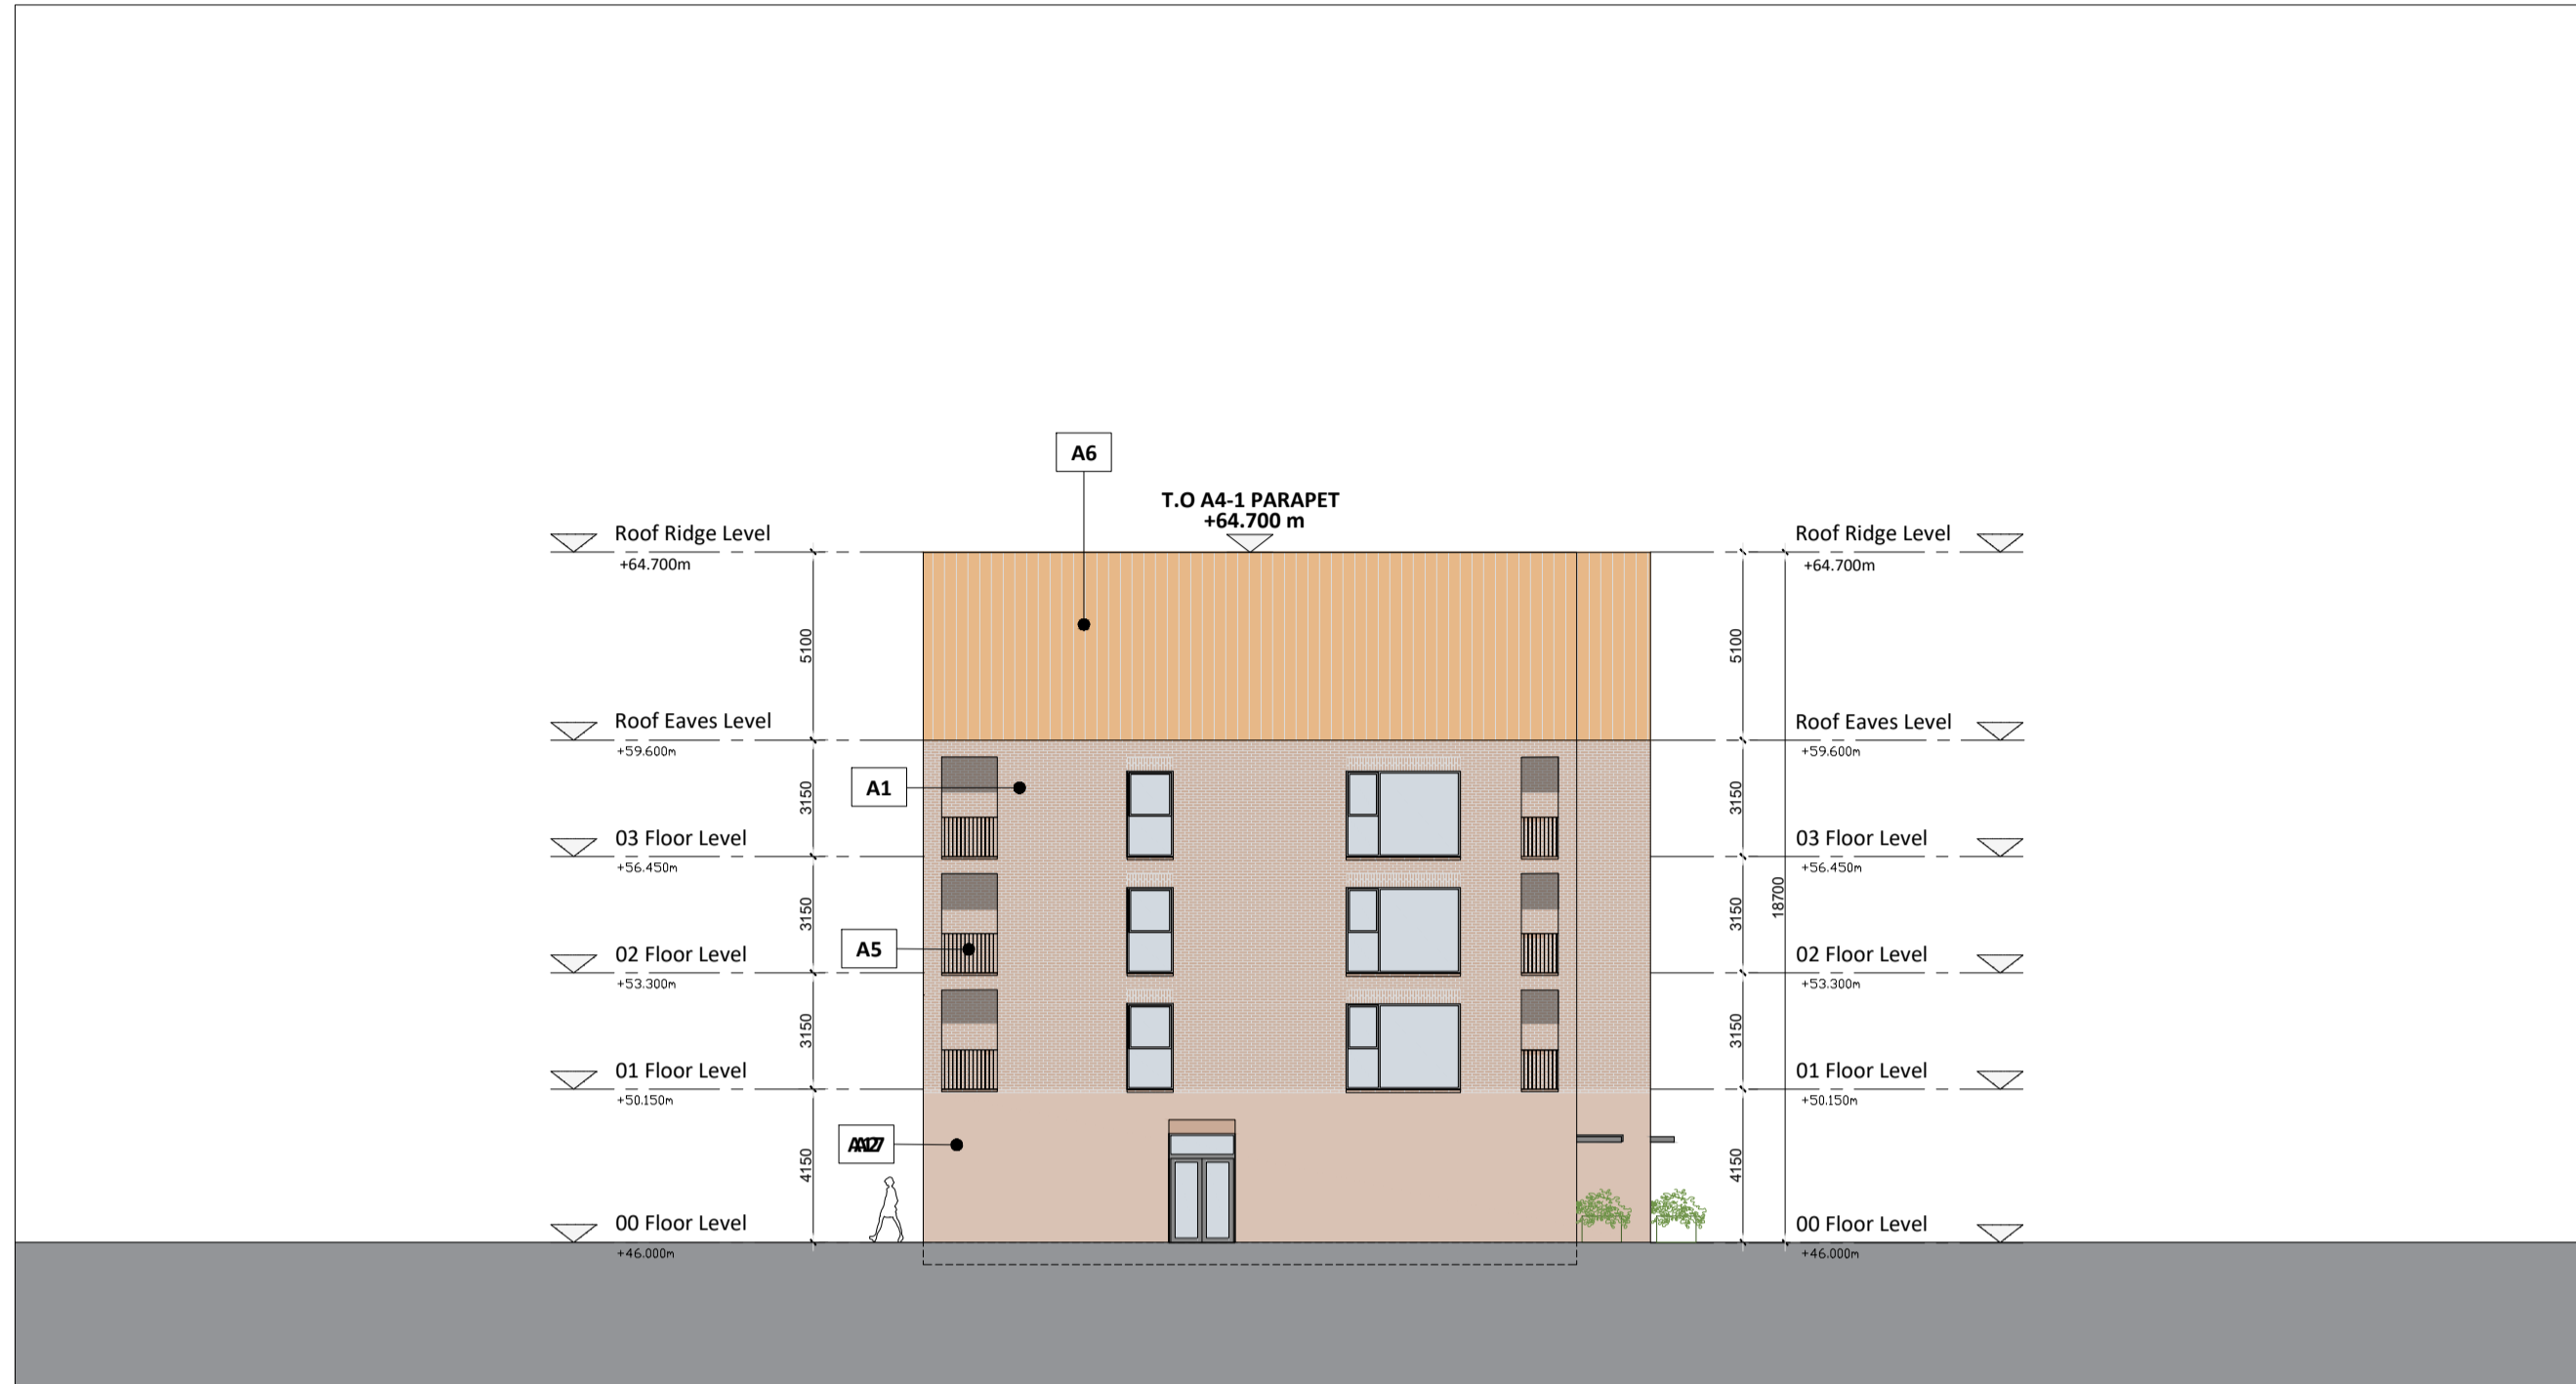 A6
T.O A4-1 PARAPET
+64.700 m
Roof Ridge Level
+64.700m
Roof Ridge Level
+64.700m
5100
5100
Roof Eaves Level
+59.600m
Roof Eaves Level
+59.600m
A1
3150
3150
03 Floor Level
+56.450m
03 Floor Level
+56.450m
18700
3150
3150
A5
02 Floor Level
+53.300m
02 Floor Level
+53.300m
3150
3150
01 Floor Level
+50.150m
01 Floor Level
+50.150m
4150
4150
00 Floor Level
+46.000m
00 Floor Level
+46.000m